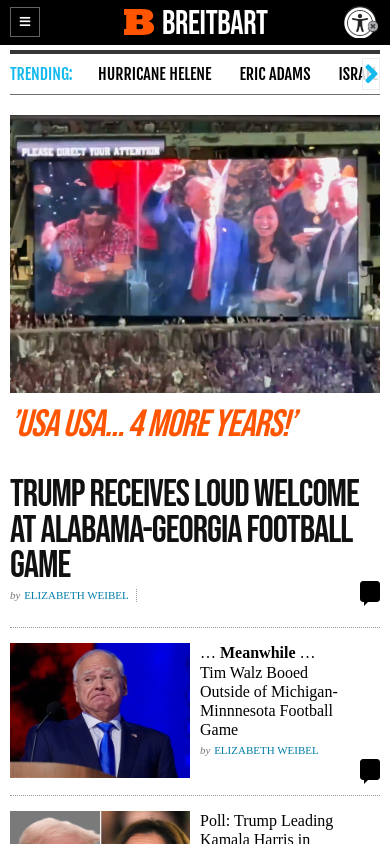 BREITBART
TRENDING:
HURRICANE HELENE
ERIC ADAMS
ISRA
PLEASE DIRECT YOUR ATTENTION
’USA USA... 4 MORE YEARS!’
TRUMP RECEIVES LOUD WELCOME
AT ALABAMA-GEORGIA FOOTBALL
GAME
by ELIZABETH WEIBEL
… Meanwhile …
Tim Walz Booed
Outside of Michigan-
Minnnesota Football
Game
by ELIZABETH WEIBEL
Poll: Trump Leading
Kamala Harris in